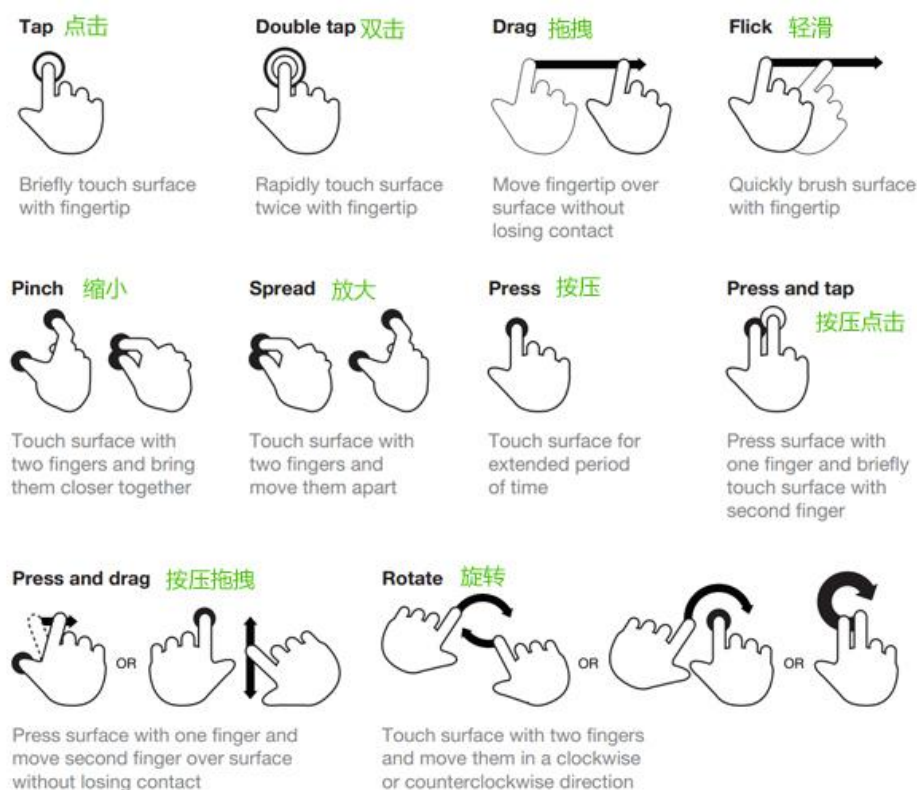 Tap 点击
Double tap 双击
Drag 拖拽
Flick 轻滑
Briefly touch surface
with fingertip
Rapidly touch surface
twice with fingertip
Move fingertip over
surface without
losing contact
Quickly brush surface
with fingertip
Pinch 缩小
Spread 放大
Press 按压
Press and tap
按压点击
Touch surface with
two fingers and bring
them closer together
Touch surface with
two fingers and
move them apart
Touch surface for
extended period
of time
Press surface with
one finger and briefly
touch surface with
second finger
Press and drag 按压拖拽
OR
Rotate 旋转
OR
OR
Press surface with one finger and
move second finger over surface
without losing contact
Touch surface with two fingers
and move them in a clockwise
or counterclockwise direction